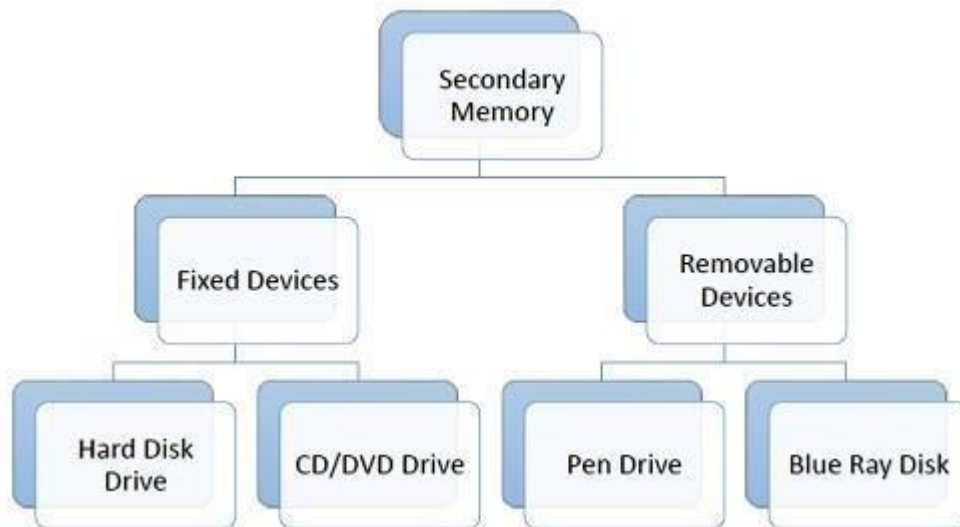 Secondary
Memory
Fixed Devices
Removable
Devices
Hard Disk
Drive
CD/DVD Drive
Pen Drive
Blue Ray Disk